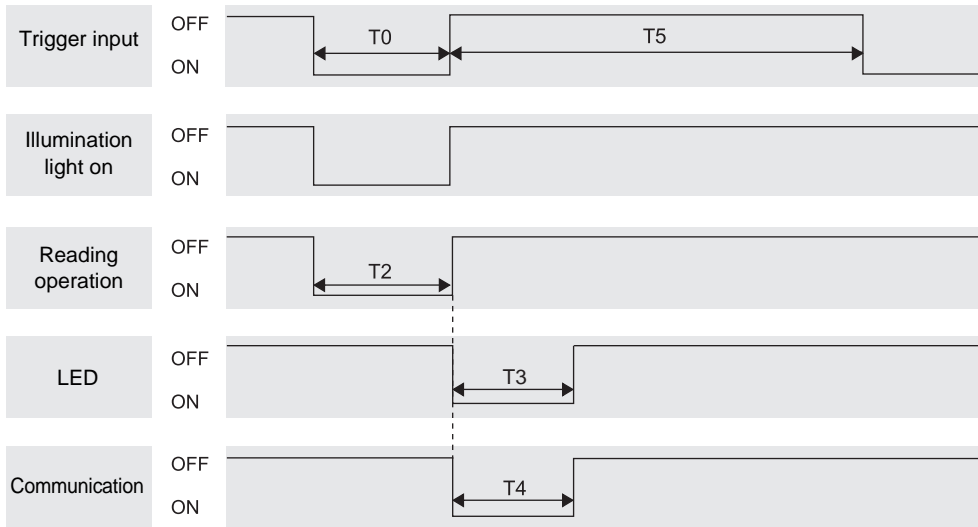 Trigger input
OFF
ON
T0
T5
Illumination
light on
OFF
ON
Reading
operation
OFF
ON
T2
LED
OFF
ON
T3
Communication
OFF
ON
T4